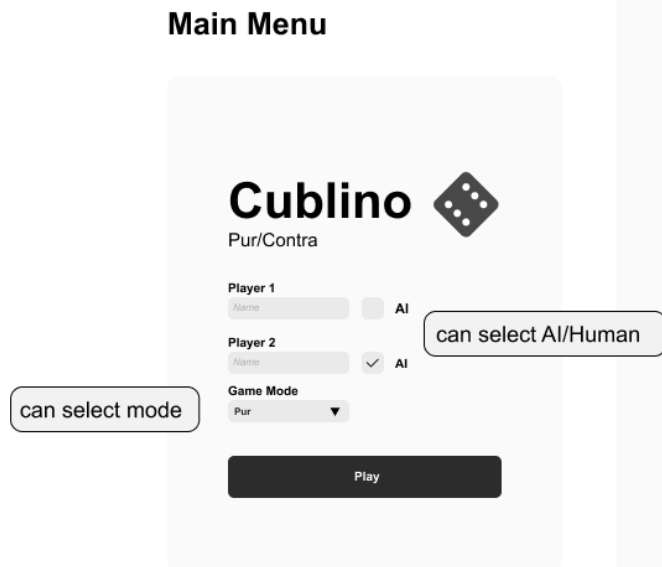 Main Menu
Cublino
Pur/Contra
Player 1
Name
AI
can select AI/Human
Player 2
Name
AI
Game Mode
can select mode
Pur
Play